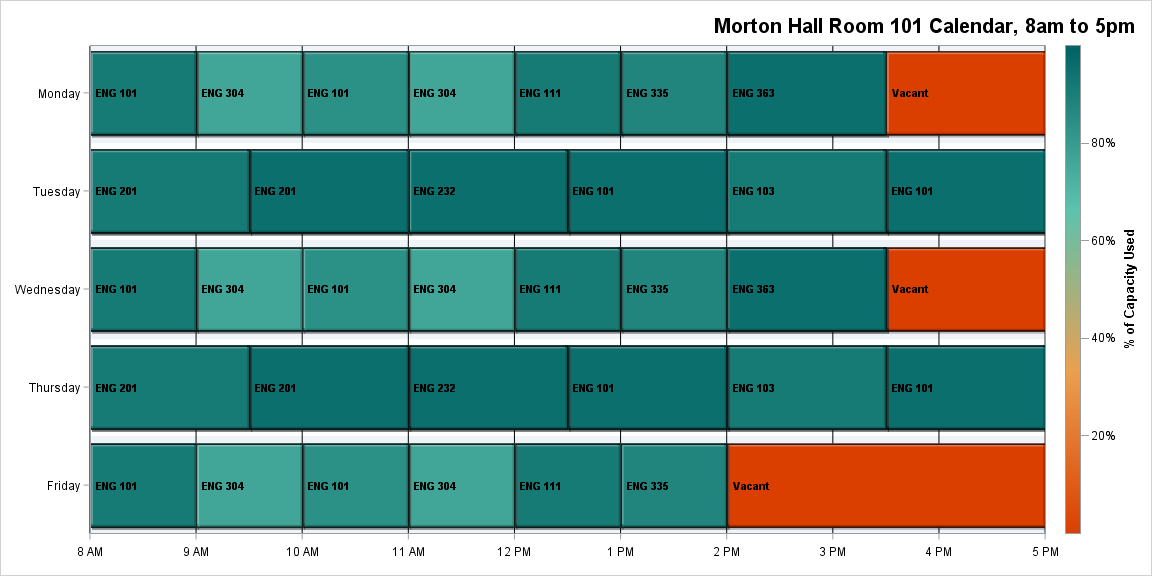 Morton Hall Room 101 Calendar, 8am to 5pm
Monday
ENG 101 ENG 304 ENG 101 ENG 304 ENG 111 ENG 335 ENG 363 Vacant
Tuesday
ENG 201 ENG 201 ENG 232 ENG 101 ENG 103 ENG 101
Wednesday
ENG 101 ENG 304 ENG 101 ENG 304 ENG 111 ENG 335 ENG 363 Vacant
Thursday
ENG 201 ENG 201 ENG 232 ENG 101 ENG 103 ENG 101
Friday
ENG 101 ENG 304 ENG 101 ENG 304 ENG 111 ENG 335 Vacant
8 AM 9 AM 10 AM 11 AM 12 PM 1 PM 2 PM 3 PM 4 PM 5 PM
80%
60%
40%
20%
% of Capacity Used